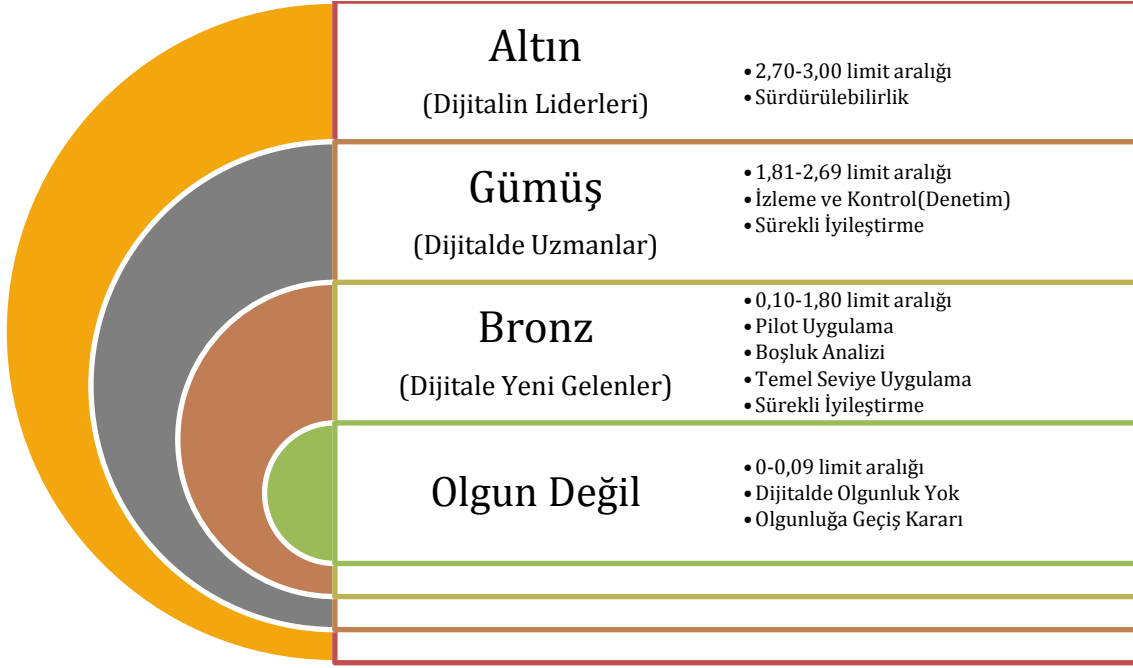 Altın
(Dijitalin Liderleri)
•2,70-3,00 limit aralığı
•Sürdürülebilirlik
Gümüş
(Dijitalde Uzmanlar)
•1,81-2,69 limit aralığı
•İzleme ve Kontrol(Denetim)
•Sürekli İyileştirme
Bronz
(Dijitale Yeni Gelenler)
•0,10-1,80 limit aralığı
•Pilot Uygulama
•Boşluk Analizi
•Temel Seviye Uygulama
•Sürekli İyileştirme
Olgun Değil
•0-0,09 limit aralığı
•Dijitalde Olgunluk Yok
•Olgunluğa Geçiş Kararı